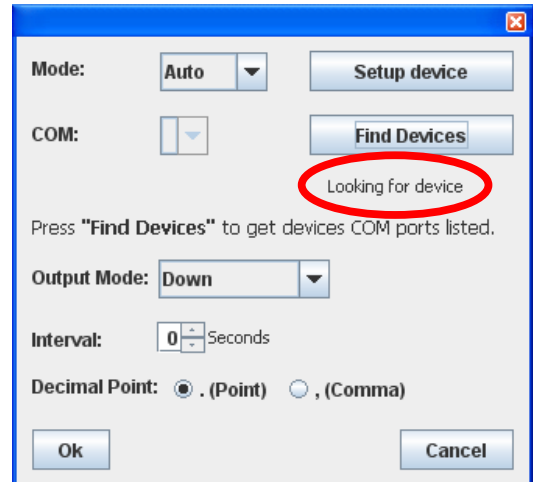 Mode: Auto Setup device
COM: Find Devices
Looking for device
Press "Find Devices" to get devices COM ports listed.
Output Mode: Down
Interval: 0 Seconds
Decimal Point: . (Point) , (Comma)
Ok Cancel